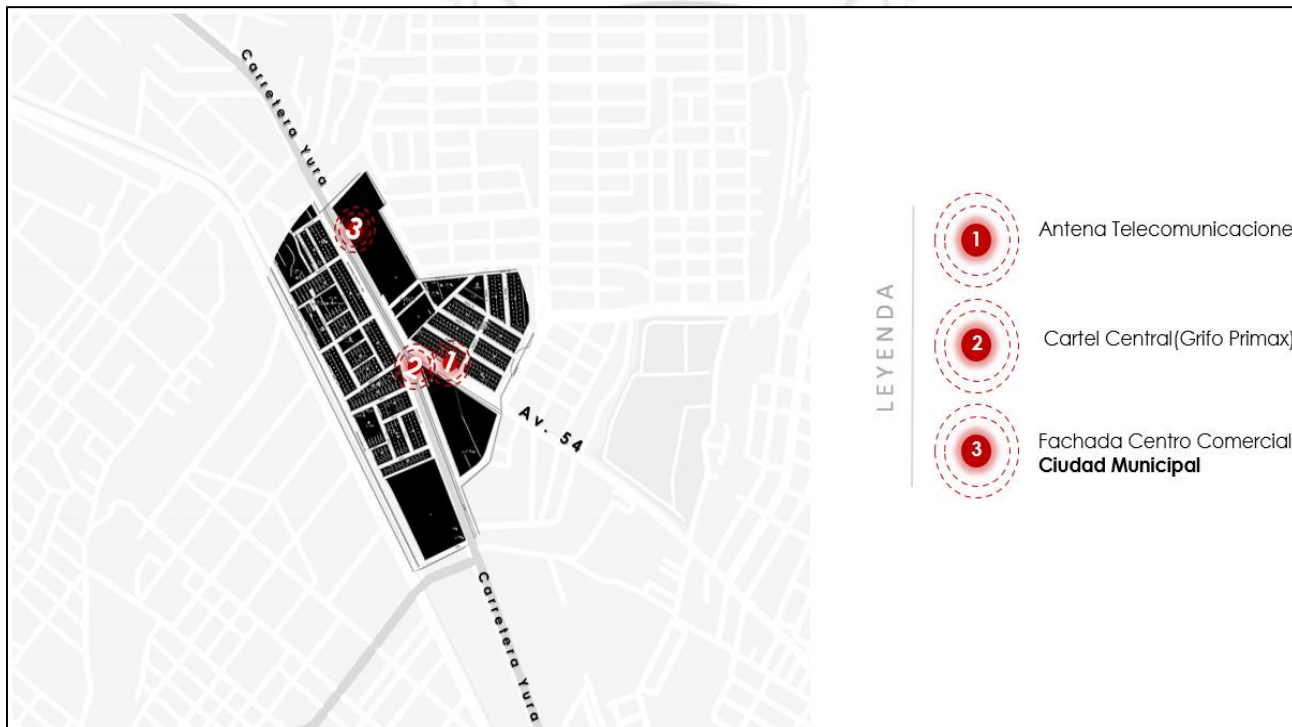 Carretera Yura
3
2
1
Av. 54
Carretera Yura
LEYENDA
1
Antena Telecomunicacione
2
Cartel Central(Grifo Primax)
3
Fachada Centro Comercial
Ciudad Municipal